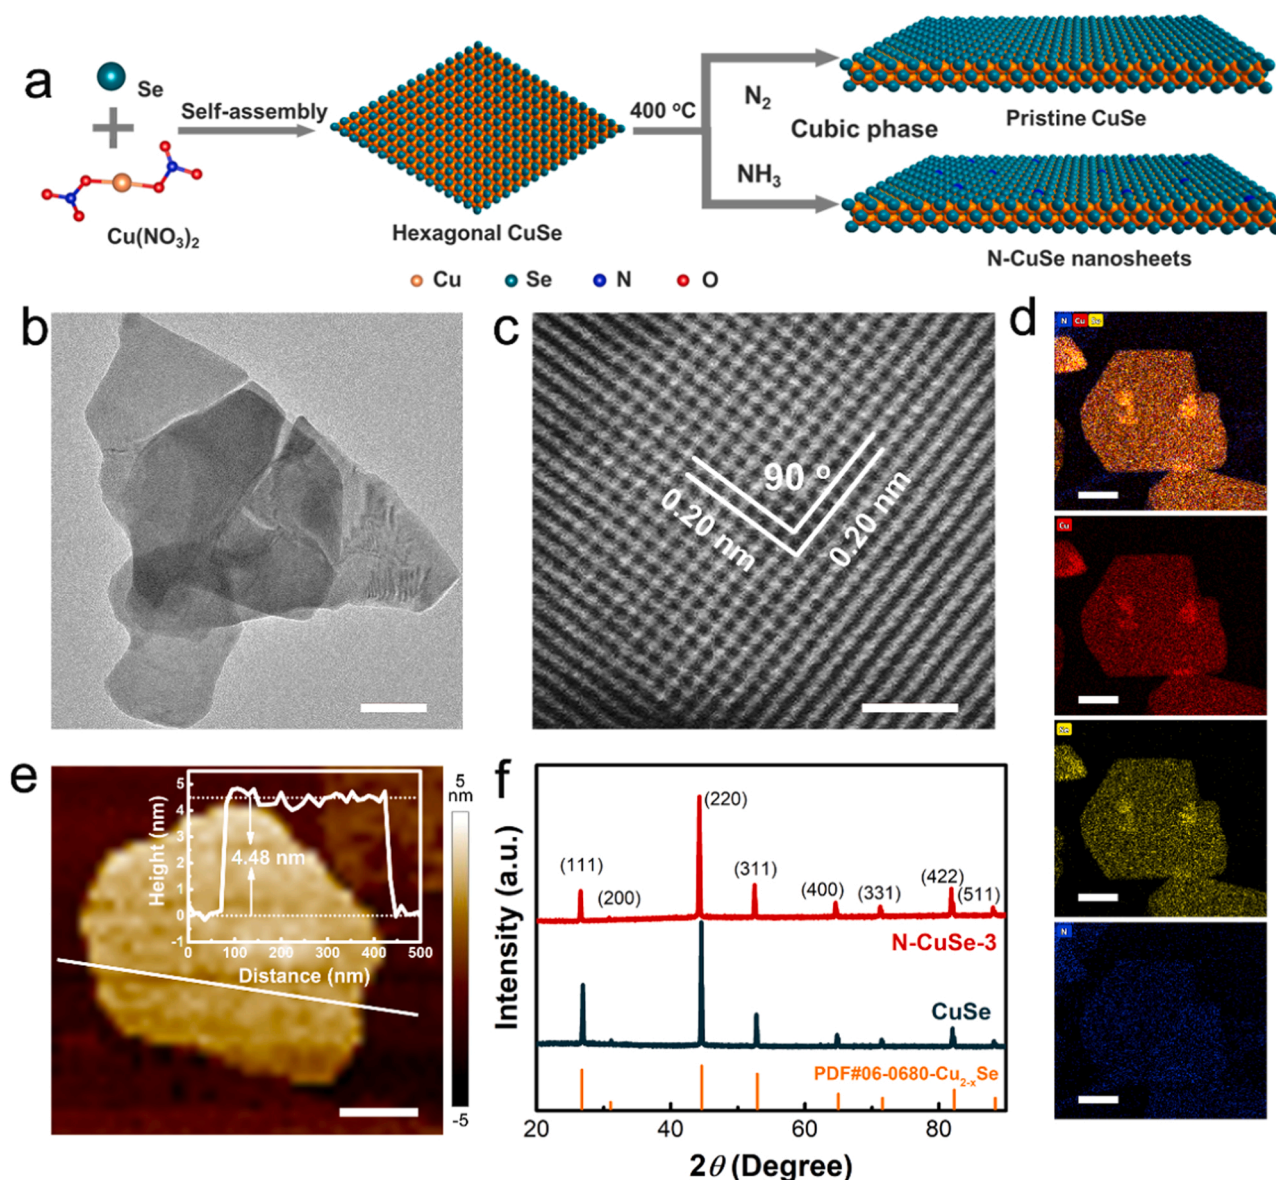 a
Se
Cu(NO₃)₂
Self-assembly
Hexagonal CuSe
400 °C
N₂
Cubic phase
NH₃
Pristine CuSe
N-CuSe nanosheets
Cu Se N O
b
c
90 °
0.20 nm
0.20 nm
d
N Cu Se
Cu
Se
N
e
5
nm
-5
Height (nm)
5
4
3
2
1
0
-1
4.48 nm
0 100 200 300 400 500
Distance (nm)
f
Intensity (a.u.)
(111)
(200)
(220)
(311)
(400)
(331)
(422)
(511)
N-CuSe-3
CuSe
PDF#06-0680-Cu₂₋ₓSe
20 40 60 80
2θ (Degree)